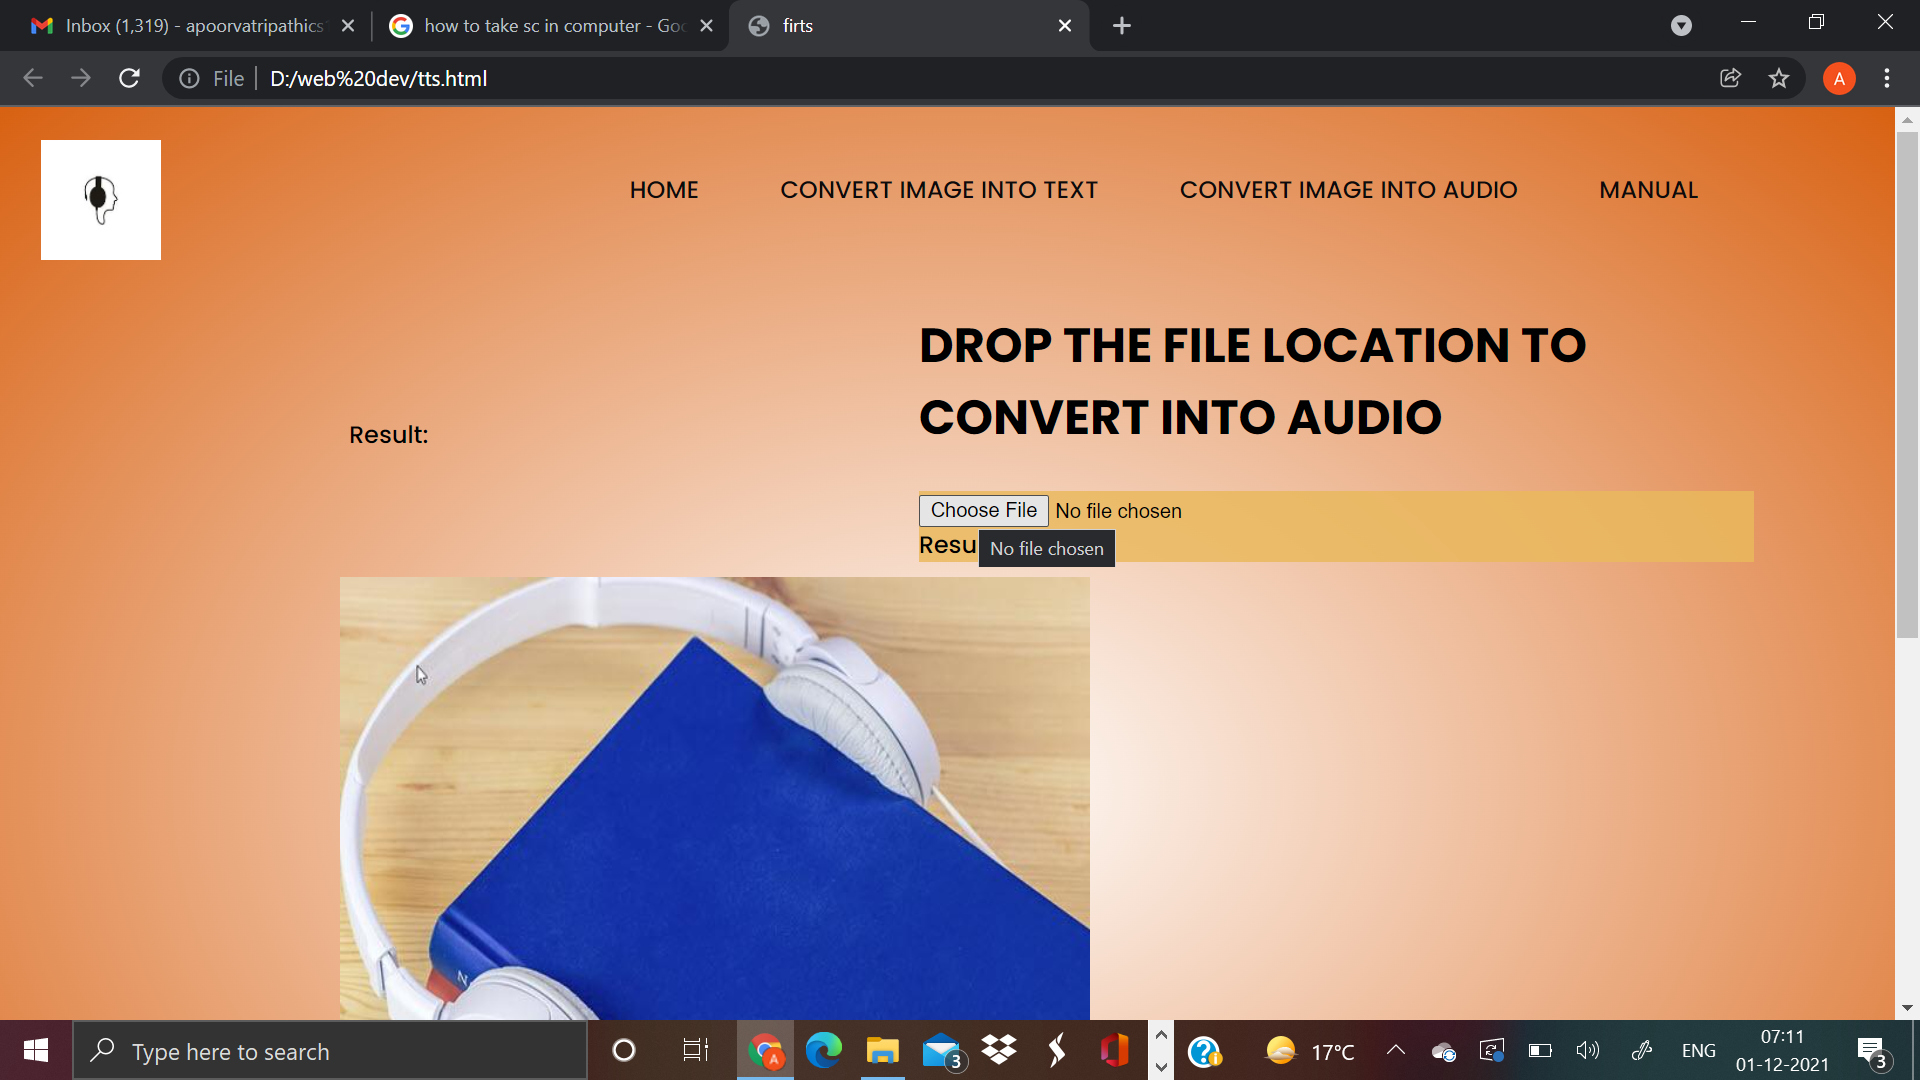 Inbox (1,319) - apoorvatripathics
how to take sc in computer - Goo
firts
File
D:/web%20dev/tts.html
A
HOME
CONVERT IMAGE INTO TEXT
CONVERT IMAGE INTO AUDIO
MANUAL
DROP THE FILE LOCATION TO
CONVERT INTO AUDIO
Result:
Choose File No file chosen
Resu
No file chosen
N
Type here to search
A
3
17°C
ENG
07:11
01-12-2021
3